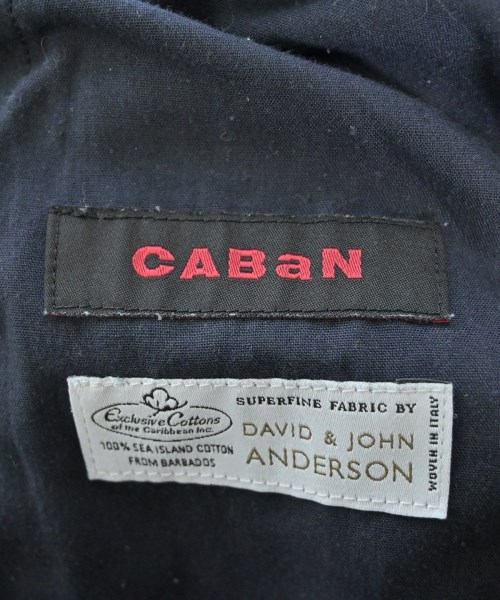 CABaN
Exclusive Cottons
of the Caribbean Inc.
100% SEA ISLAND COTTON
FROM BARBADOS
SUPERFINE FABRIC BY
DAVID & JOHN
ANDERSON
WOVEN IN ITALY